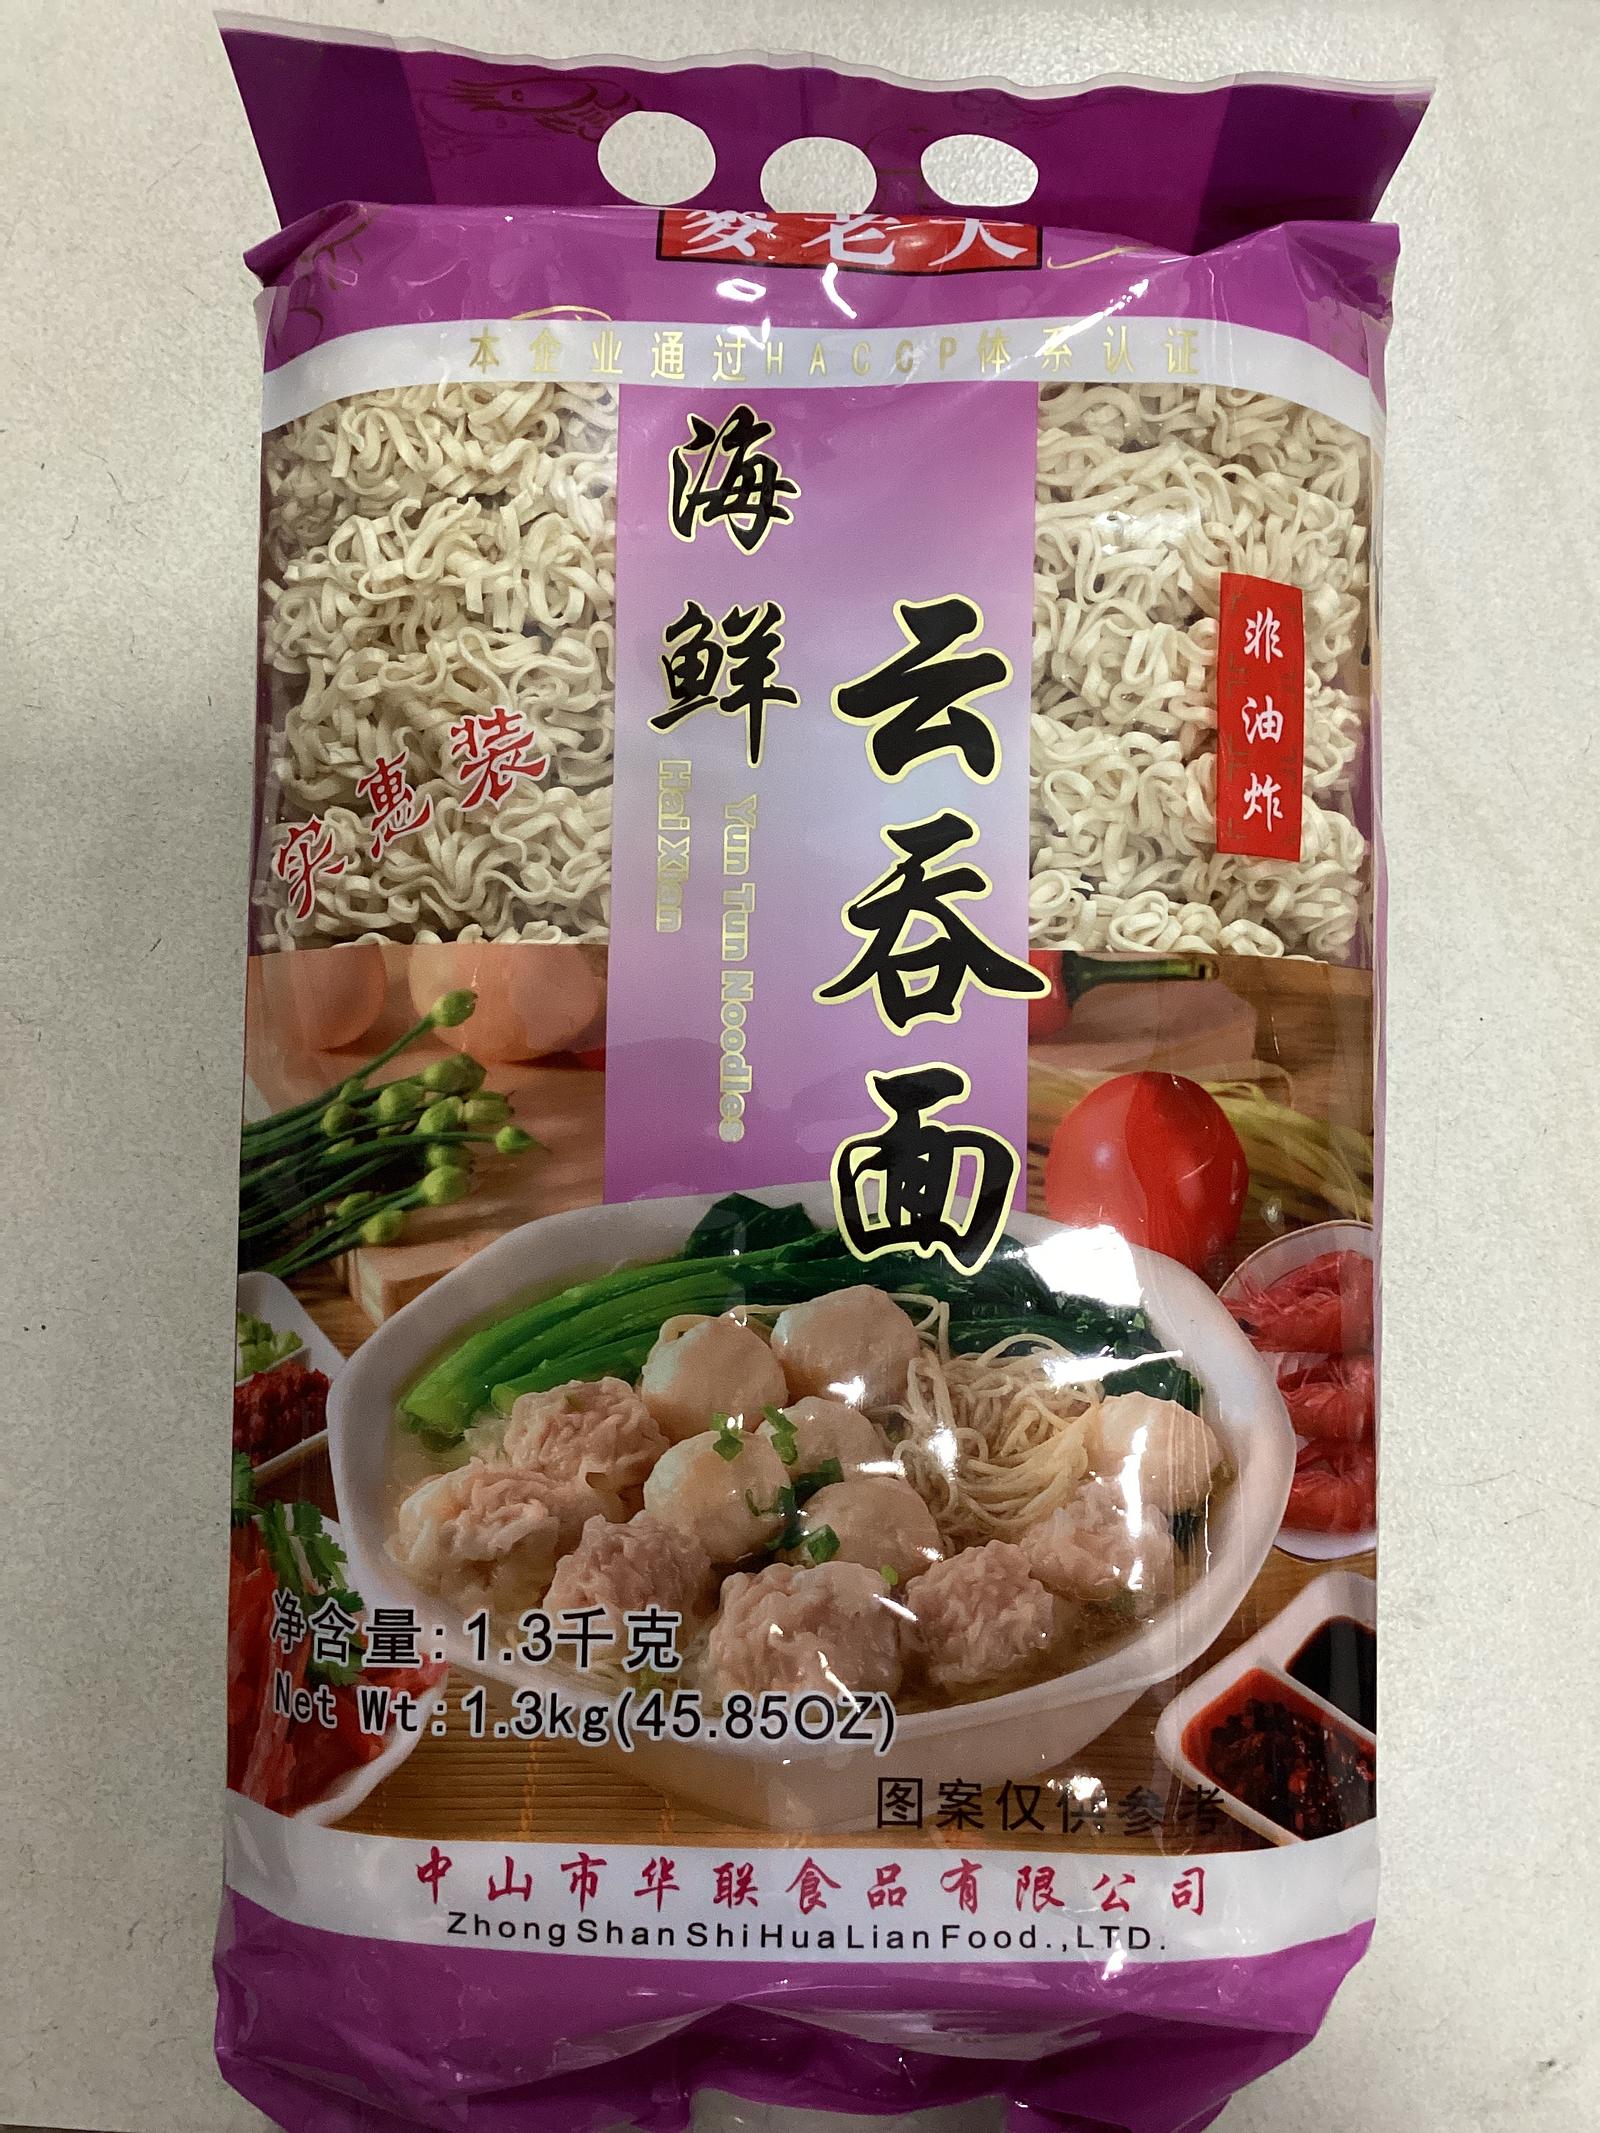 麥老大
本企业通过HACCP体系认证
海鲜
云吞面
Hai Xian
Yun Tun Noodles
非油炸
实惠装
净含量:1.3千克
Net Wt:1.3kg(45.85OZ)
图案仅供参考
中山市华联食品有限公司
ZhongShanShiHuaLianFood.,LTD.